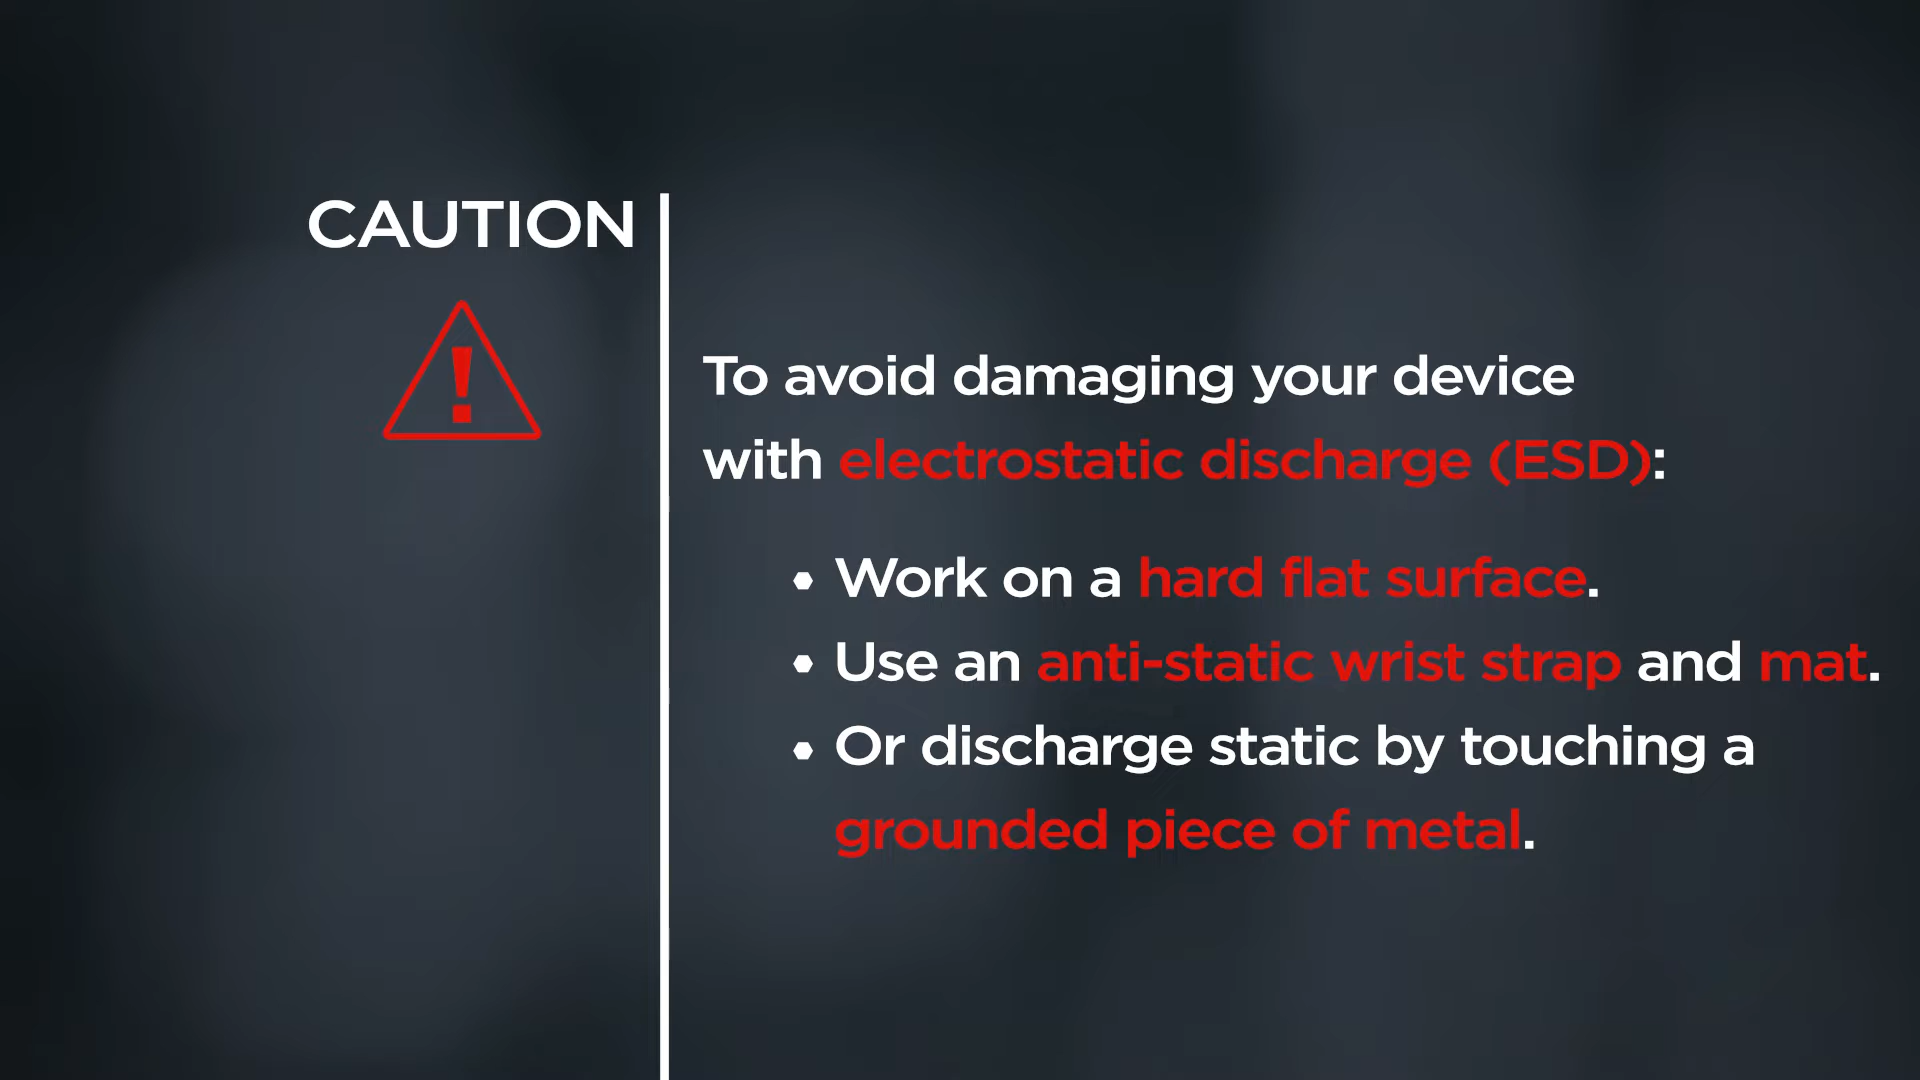 CAUTION
!
To avoid damaging your device
with electrostatic discharge (ESD):
• Work on a hard flat surface.
• Use an anti-static wrist strap and mat.
• Or discharge static by touching a
grounded piece of metal.